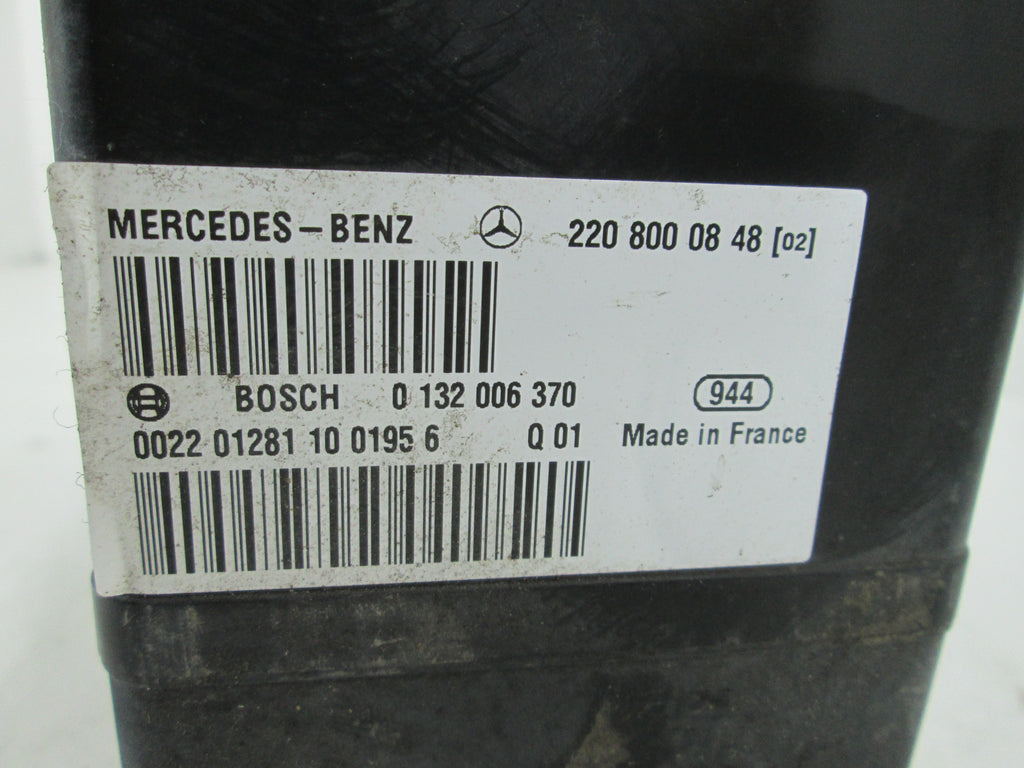 MERCEDES-BENZ 220 800 08 48 [02]
BOSCH 0 132 006 370 944
0022 01281 10 0195 6 Q 01 Made in France